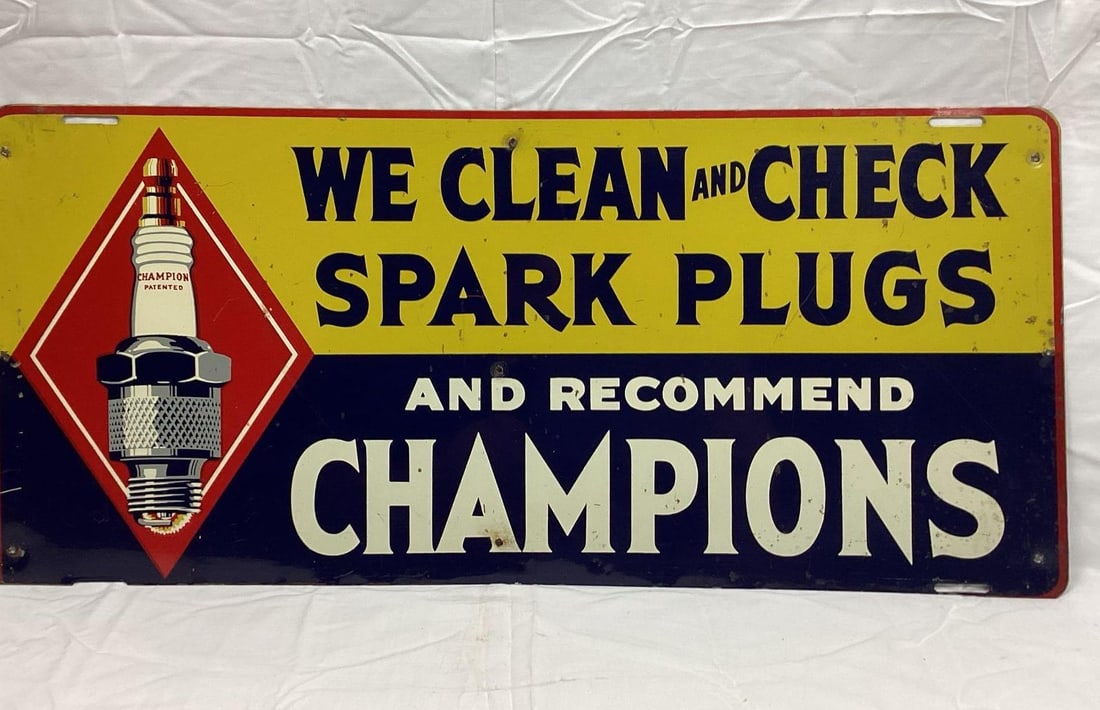 WE CLEAN AND CHECK
SPARK PLUGS
CHAMPION
PATENTED
AND RECOMMEND
CHAMPIONS